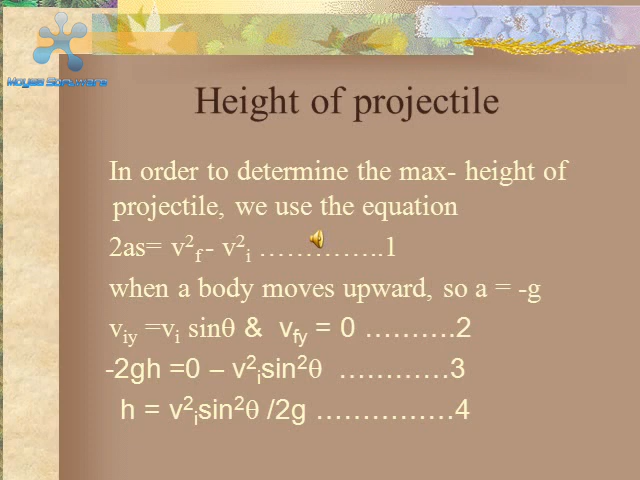 Moyas Softwares
Height of projectile
In order to determine the max- height of
projectile, we use the equation
2as= v²f - v²i …………..1
when a body moves upward, so a = -g
viy =vi sinθ & vfy = 0 ……….2
-2gh =0 – v²isin²θ …………3
h = v²isin²θ /2g ……………4